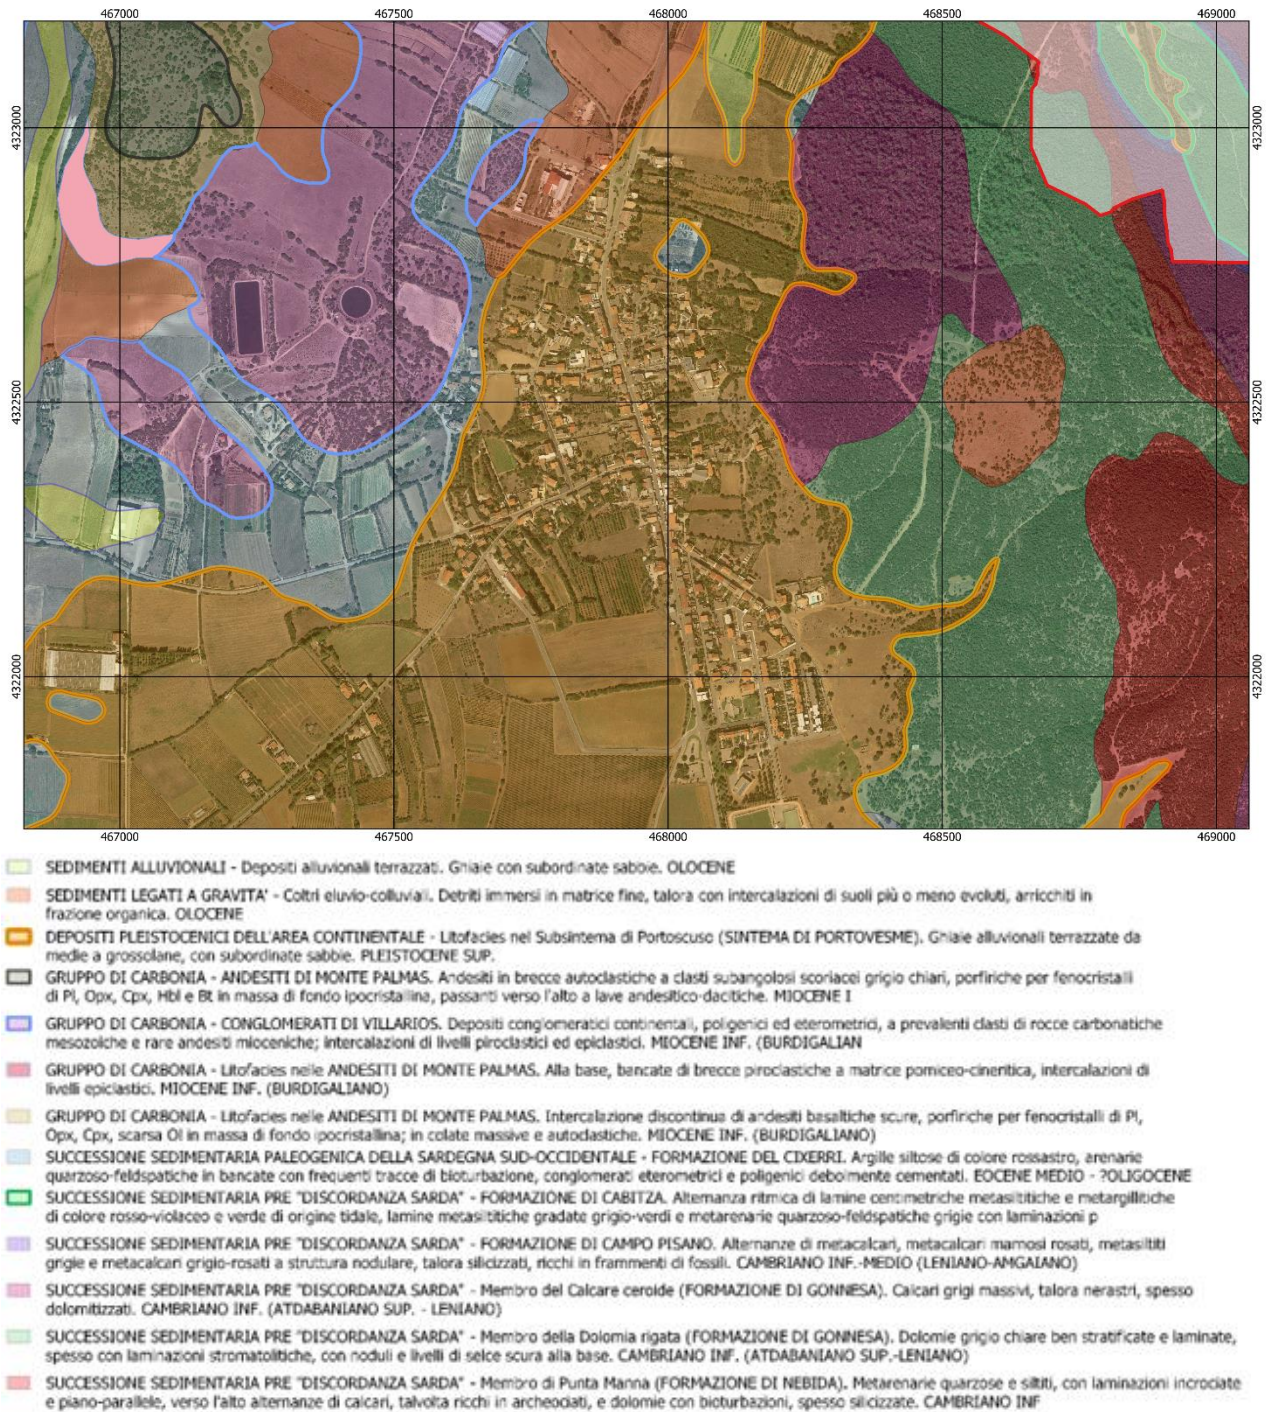 467000 467500 468000 468500 469000
4323000 4323000
4322500 4322500
4322000 4322000
467000 467500 468000 468500 469000
SEDIMENTI ALLUVIONALI - Depositi alluvionali terrazzati. Ghiaie con subordinate sabbie. OLOCENE
SEDIMENTI LEGATI A GRAVITA' - Coltri eluvio-colluviali. Detriti immersi in matrice fine, talora con intercalazioni di suoli più o meno evoluti, arricchiti in
frazione organica. OLOCENE
DEPOSITI PLEISTOCENICI DELL'AREA CONTINENTALE - Litofacies nel Subsintema di Portoscuso (SINTEMA DI PORTOVESME). Ghiaie alluvionali terrazzate da
medie a grossolane, con subordinate sabbie. PLEISTOCENE SUP.
GRUPPO DI CARBONIA - ANDESITI DI MONTE PALMAS. Andesiti in brecce autoclastiche a clasti subangolosi scoriacei grigio chiari, porfiriche per fenocristalli
di Pl, Opx, Cpx, Hbl e Bt in massa di fondo ipocristallina, passanti verso l'alto a lave andesitico-dacitiche. MIOCENE I
GRUPPO DI CARBONIA - CONGLOMERATI DI VILLARIOS. Depositi conglomeratici continentali, poligenici ed eterometrici, a prevalenti clasti di rocce carbonatiche
mesozoiche e rare andesiti mioceniche; intercalazioni di livelli piroclastici ed epiclastici. MIOCENE INF. (BURDIGALIAN
GRUPPO DI CARBONIA - Litofacies nelle ANDESITI DI MONTE PALMAS. Alla base, bancate di brecce piroclastiche a matrice pomiceo-cineritica, intercalazioni di
livelli epiclastici. MIOCENE INF. (BURDIGALIANO)
GRUPPO DI CARBONIA - Litofacies nelle ANDESITI DI MONTE PALMAS. Intercalazione discontinua di andesiti basaltiche scure, porfiriche per fenocristalli di Pl,
Opx, Cpx, scarsa Ol in massa di fondo ipocristallina; in colate massive e autoclastiche. MIOCENE INF. (BURDIGALIANO)
SUCCESSIONE SEDIMENTARIA PALEOGENICA DELLA SARDEGNA SUD-OCCIDENTALE - FORMAZIONE DEL CIXERRI. Argille siltose di colore rossastro, arenarie
quarzoso-feldspatiche in bancate con frequenti tracce di bioturbazione, conglomerati eterometrici e poligenici debolmente cementati. EOCENE MEDIO - ?OLIGOCENE
SUCCESSIONE SEDIMENTARIA PRE "DISCORDANZA SARDA" - FORMAZIONE DI CABITZA. Alternanza ritmica di lamine centimetriche metasiltitiche e metargillitiche
di colore rosso-violaceo e verde di origine tidale, lamine metasiltitiche gradate grigio-verdi e metarenarie quarzoso-feldspatiche grigie con laminazioni p
SUCCESSIONE SEDIMENTARIA PRE "DISCORDANZA SARDA" - FORMAZIONE DI CAMPO PISANO. Alternanze di metacalcari, metacalcari marnosi rosati, metasiltiti
grigie e metacalcari grigio-rosati a struttura nodulare, talora silicizzati, ricchi in frammenti di fossili. CAMBRIANO INF.-MEDIO (LENIANO-AMGAIANO)
SUCCESSIONE SEDIMENTARIA PRE "DISCORDANZA SARDA" - Membro del Calcare ceroide (FORMAZIONE DI GONNESA). Calcari grigi massivi, talora nerastri, spesso
dolomitizzati. CAMBRIANO INF. (ATDABANIANO SUP. - LENIANO)
SUCCESSIONE SEDIMENTARIA PRE "DISCORDANZA SARDA" - Membro della Dolomia rigata (FORMAZIONE DI GONNESA). Dolomie grigio chiare ben stratificate e laminate,
spesso con laminazioni stromatolitiche, con noduli e livelli di selce scura alla base. CAMBRIANO INF. (ATDABANIANO SUP.-LENIANO)
SUCCESSIONE SEDIMENTARIA PRE "DISCORDANZA SARDA" - Membro di Punta Manna (FORMAZIONE DI NEBIDA). Metarenarie quarzose e siltiti, con laminazioni incrociate
e piano-parallele, verso l'alto alternanze di calcari, talvolta ricchi in archeociati, e dolomie con bioturbazioni, spesso silicizzate. CAMBRIANO INF